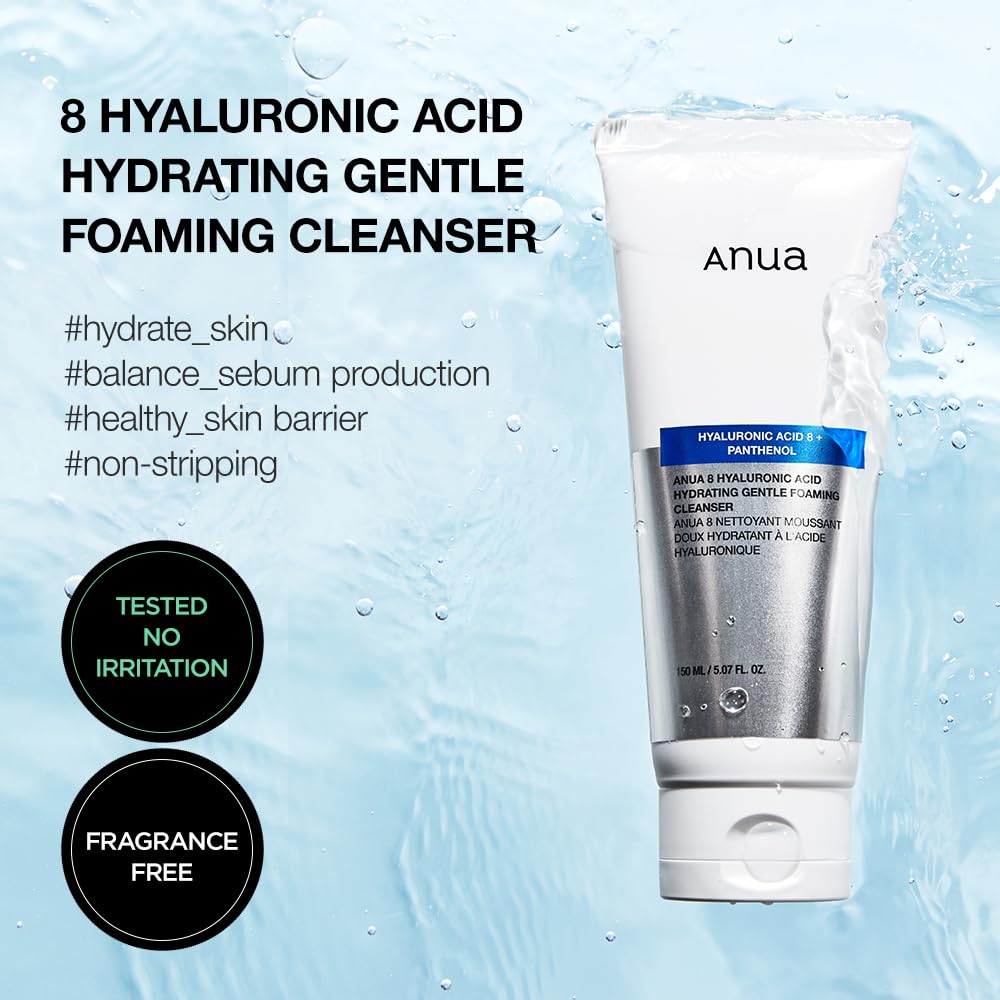 8 HYALURONIC ACID
HYDRATING GENTLE
FOAMING CLEANSER
#hydrate_skin
#balance_sebum production
#healthy_skin barrier
#non-stripping
TESTED
NO
IRRITATION
FRAGRANCE
FREE
Anua
HYALURONIC ACID 8 +
PANTHENOL
ANUA 8 HYALURONIC ACID
HYDRATING GENTLE FOAMING
CLEANSER
ANUA 8 NETTOYANT MOUSSANT
DOUX HYDRATANT À L'ACIDE
HYALURONIQUE
150 ML / 5.07 FL. OZ.